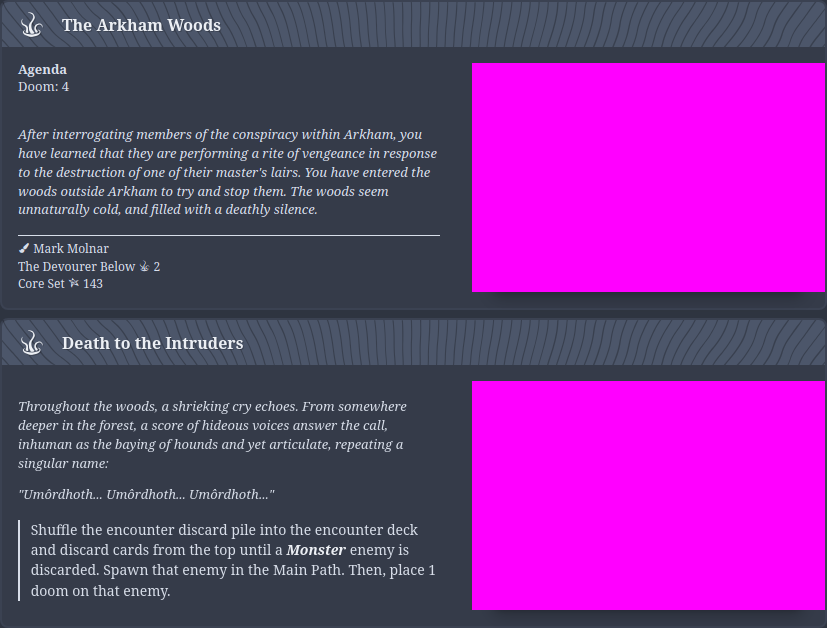 The Arkham Woods
Agenda
Doom: 4
After interrogating members of the conspiracy within Arkham, you
have learned that they are performing a rite of vengeance in response
to the destruction of one of their master's lairs. You have entered the
woods outside Arkham to try and stop them. The woods seem
unnaturally cold, and filled with a deathly silence.
Mark Molnar
The Devourer Below 2
Core Set 143
Death to the Intruders
Throughout the woods, a shrieking cry echoes. From somewhere
deeper in the forest, a score of hideous voices answer the call,
inhuman as the baying of hounds and yet articulate, repeating a
singular name:
"Umôrdhoth... Umôrdhoth... Umôrdhoth..."
Shuffle the encounter discard pile into the encounter deck
and discard cards from the top until a Monster enemy is
discarded. Spawn that enemy in the Main Path. Then, place 1
doom on that enemy.